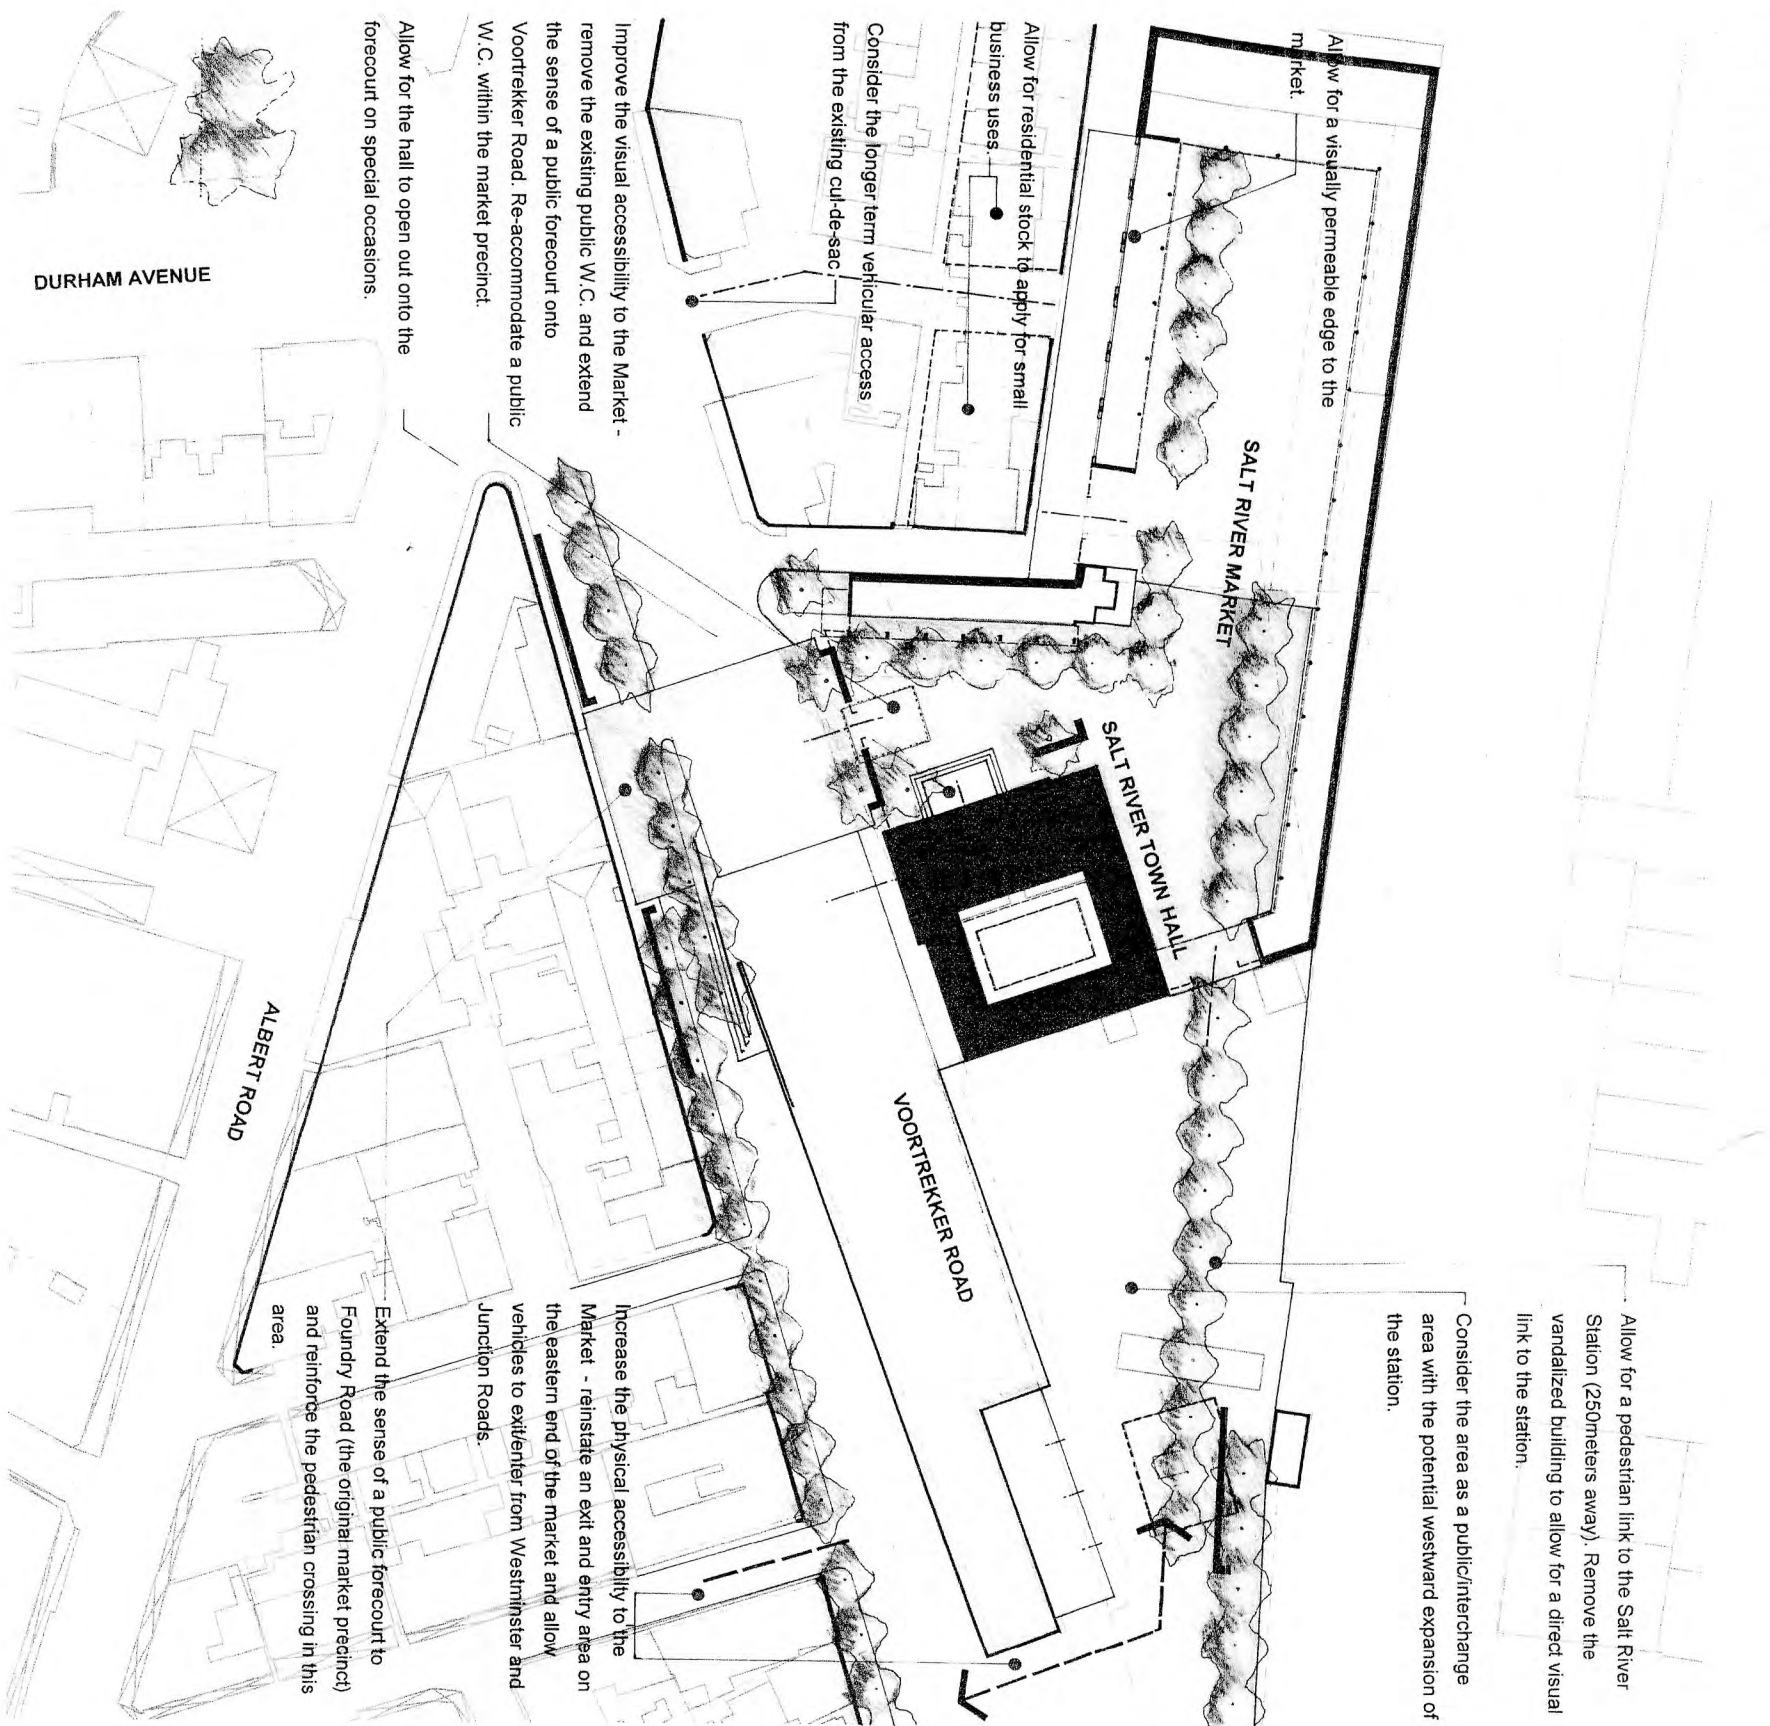 Allow for a pedestrian link to the Salt River
Station (250meters away). Remove the
vandalized building to allow for a direct visual
link to the station.
Consider the area as a public/interchange
area with the potential westward expansion of
the station.
Allow for a visually permeable edge to the
market.
SALT RIVER MARKET
SALT RIVER TOWN HALL
Allow for residential stock to apply for small
business uses.
Consider the longer term vehicular access
from the existing cul-de-sac
VOORTREKKER ROAD
Improve the visual accessibility to the Market -
remove the existing public W.C. and extend
the sense of a public forecourt onto
Voortrekker Road. Re-accommodate a public
W.C. within the market precinct.
Allow for the hall to open out onto the
forecourt on special occasions.
Increase the physical accessibilty to the
Market - reinstate an exit and entry area on
the eastern end of the market and allow
vehicles to exit/enter from Westminster and
Junction Roads.
Extend the sense of a public forecourt to
Foundry Road (the original market precinct)
and reinforce the pedestrian crossing in this
area.
ALBERT ROAD
DURHAM AVENUE